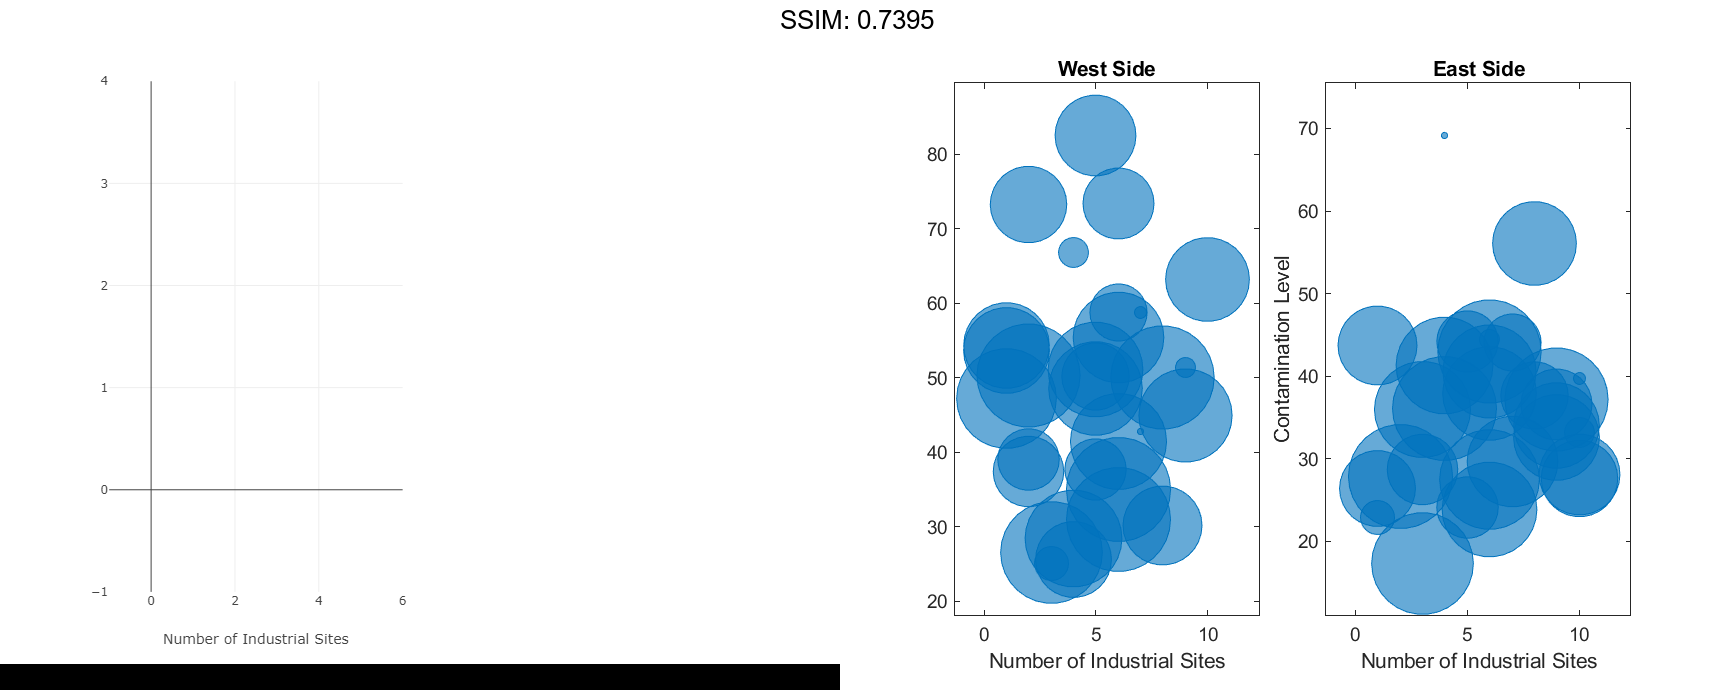 SSIM: 0.7395
4
3
2
1
0
−1
0 2 4 6
Number of Industrial Sites
West Side
80
70
60
50
40
30
20
0 5 10
Number of Industrial Sites
East Side
Contamination Level
70
60
50
40
30
20
0 5 10
Number of Industrial Sites